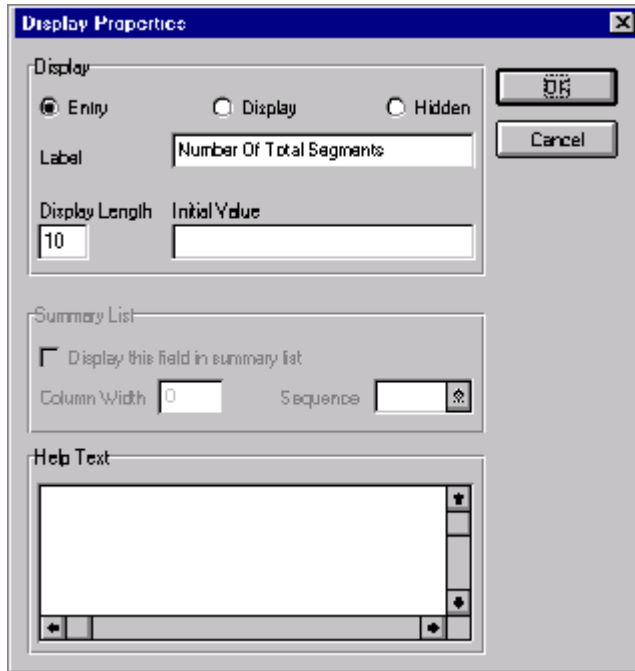 Display Properties
Display
Entry
Display
Hidden
OK
Label
Number Of Total Segments
Cancel
Display Length
Initial Value
10
Summary List
Display this field in summary list
Column Width
0
Sequence
Help Text